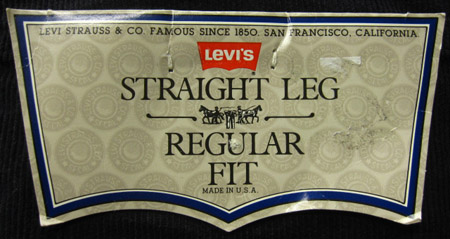 LEVI STRAUSS & CO. FAMOUS SINCE 1850. SAN FRANCISCO, CALIFORNIA
LEVI'S
STRAIGHT LEG
REGULAR
FIT
MADE IN U.S.A.